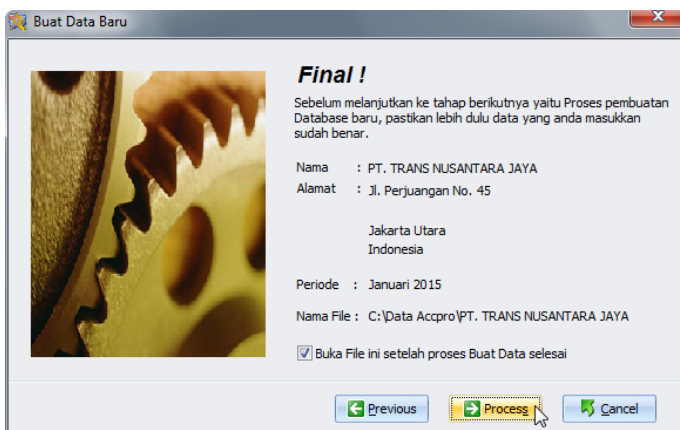 Buat Data Baru
Final !
Sebelum melanjutkan ke tahap berikutnya yaitu Proses pembuatan
Database baru, pastikan lebih dulu data yang anda masukkan
sudah benar.
Nama : PT. TRANS NUSANTARA JAYA
Alamat : Jl. Perjuangan No. 45
Jakarta Utara
Indonesia
Periode : Januari 2015
Nama File : C:\Data Accpro\PT. TRANS NUSANTARA JAYA
Buka File ini setelah proses Buat Data selesai
Previous Process Cancel